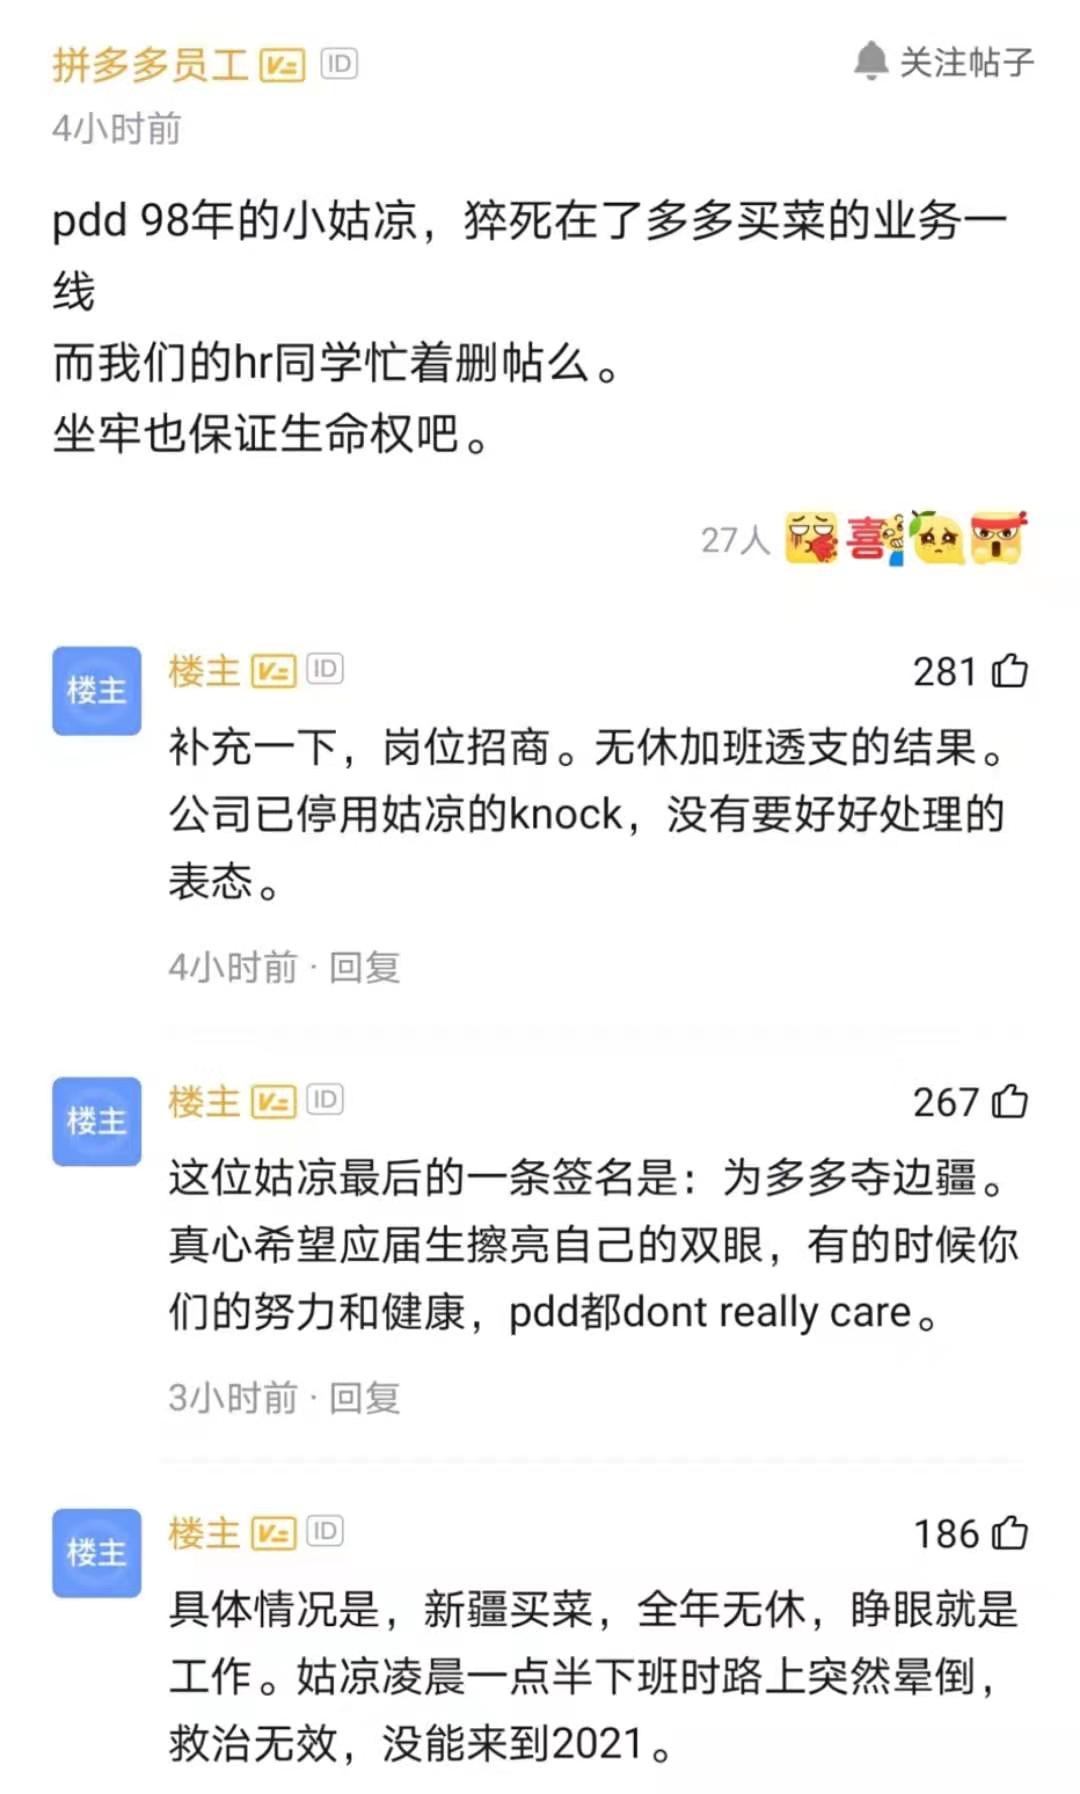 拼多多员工 V= ID 关注帖子
4小时前
pdd 98年的小姑凉，猝死在了多多买菜的业务一
线
而我们的hr同学忙着删帖么。
坐牢也保证生命权吧。
27人 喜
楼主 楼主 V= ID 281
补充一下，岗位招商。无休加班透支的结果。
公司已停用姑凉的knock，没有要好好处理的
表态。
4小时前 · 回复
楼主 楼主 V= ID 267
这位姑凉最后的一条签名是：为多多夺边疆。
真心希望应届生擦亮自己的双眼，有的时候你
们的努力和健康，pdd都dont really care。
3小时前 · 回复
楼主 楼主 V= ID 186
具体情况是，新疆买菜，全年无休，睁眼就是
工作。姑凉凌晨一点半下班时路上突然晕倒，
救治无效，没能来到2021。